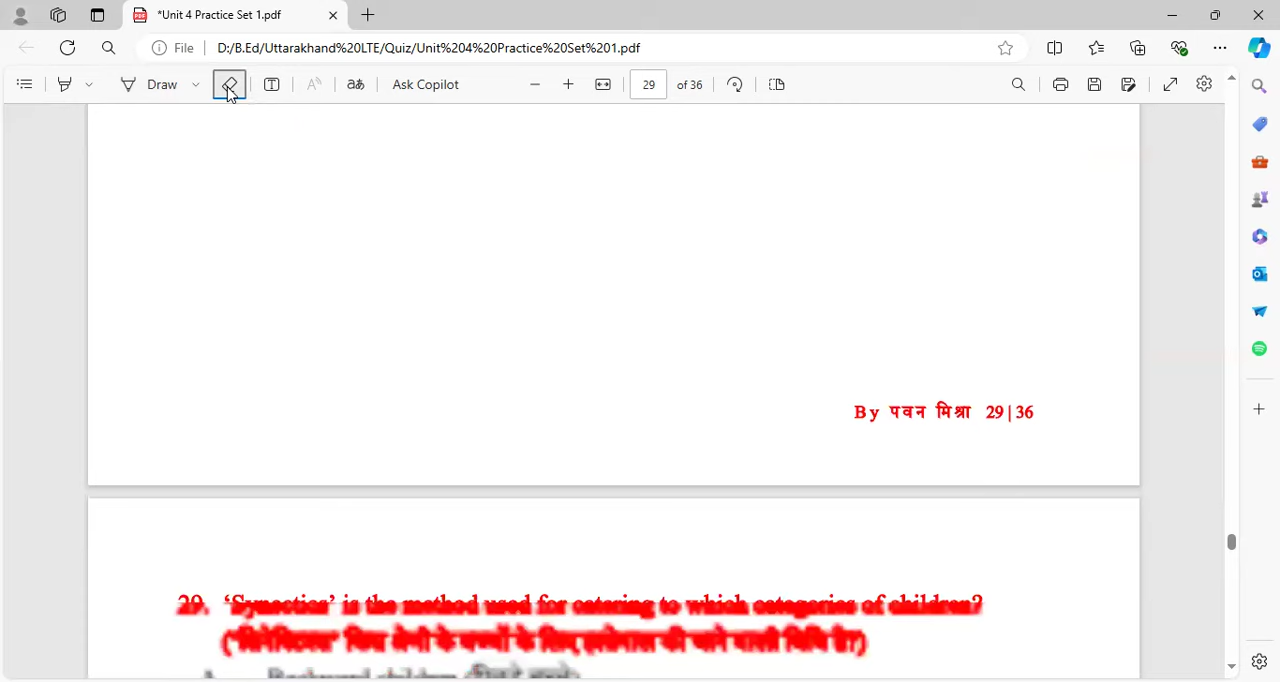 *Unit 4 Practice Set 1.pdf
File D:/B.Ed/Uttarakhand%20LTE/Quiz/Unit%204%20Practice%20Set%201.pdf
Draw Ask Copilot 29 of 36
By पवन मिश्रा 29|36
29. ‘Synectics’ is the method used for catering to which categories of children?
Backward children